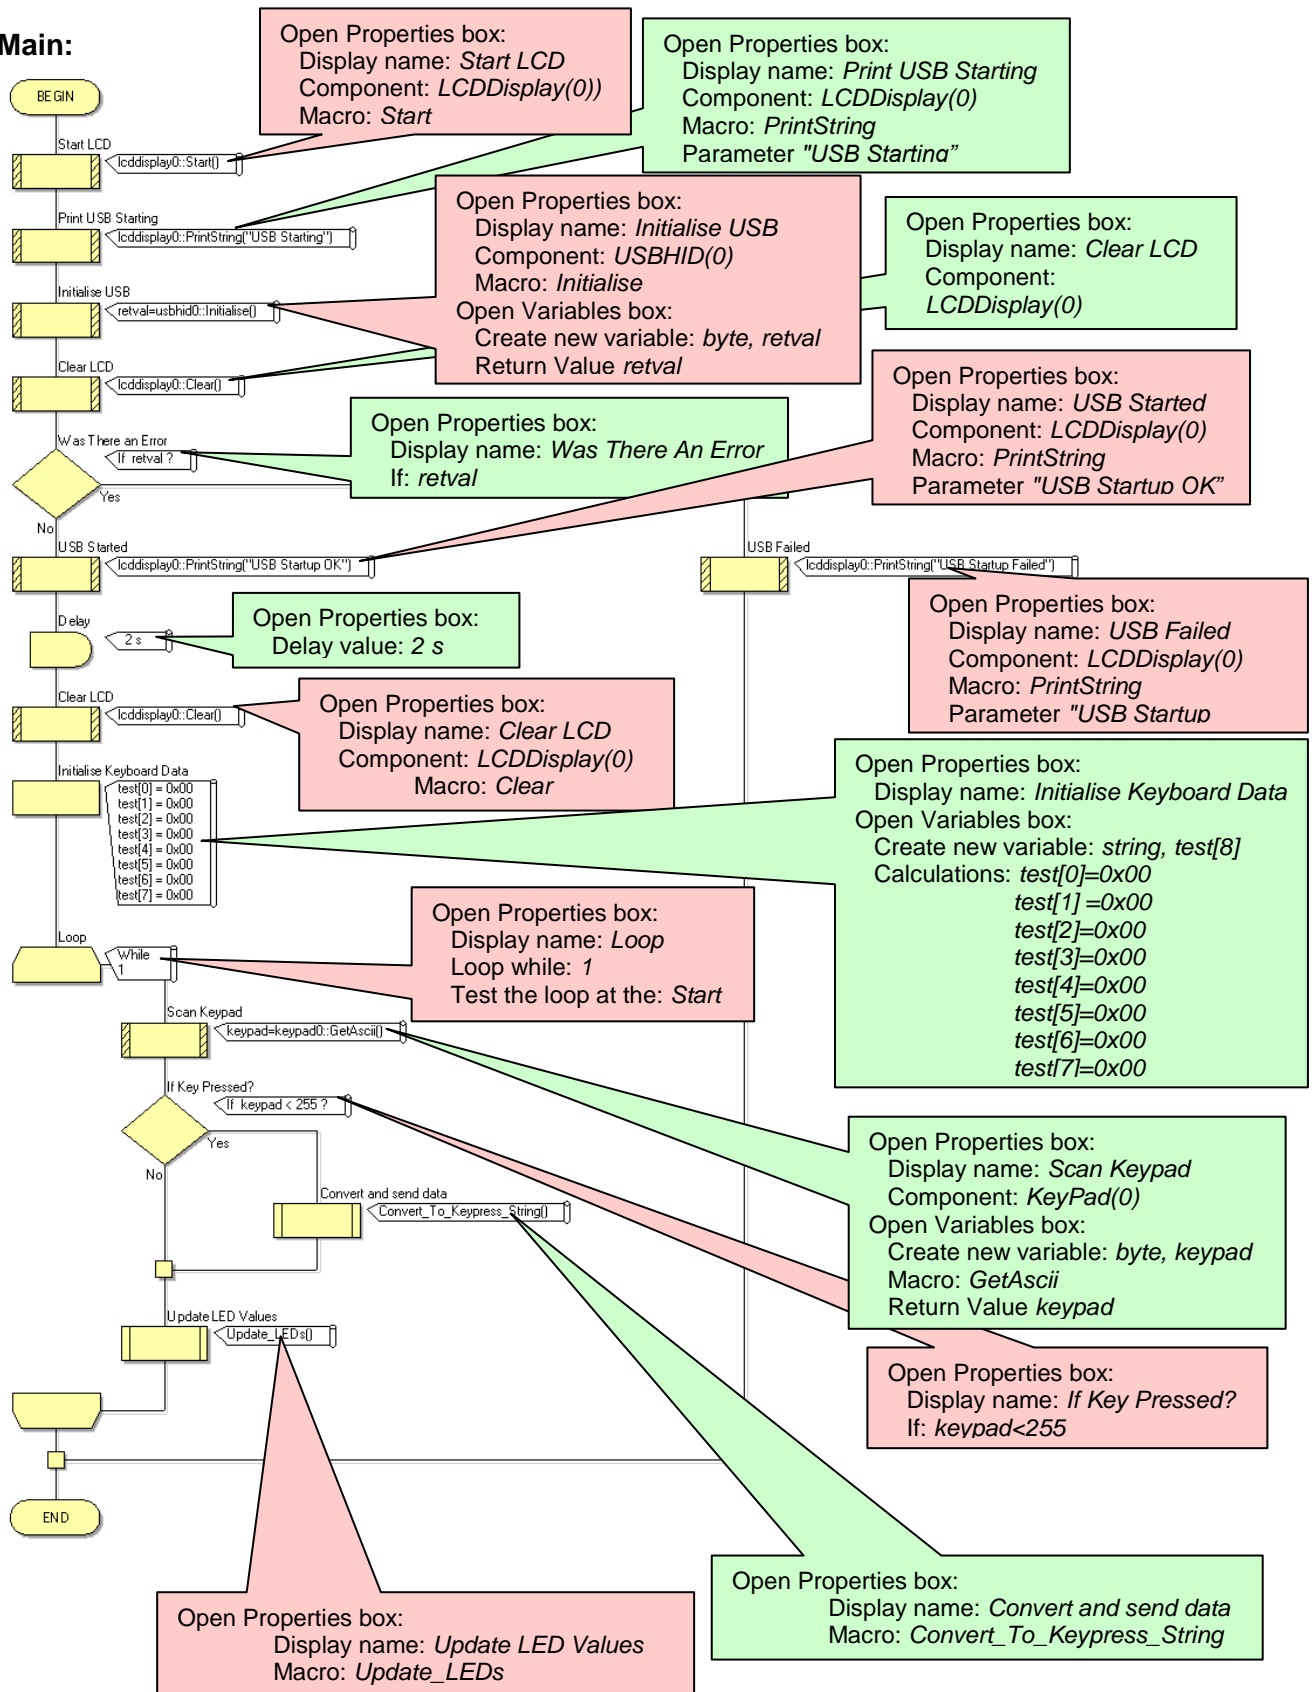 Main:
BEGIN
Start LCD
lcddisplay0::Start()
Print USB Starting
lcddisplay0::PrintString("USB Starting")
Initialise USB
retval=usbhid0::Initialise()
Clear LCD
lcddisplay0::Clear()
Was There an Error
If retval ?
Yes
No
USB Started
lcddisplay0::PrintString("USB Startup OK")
USB Failed
lcddisplay0::PrintString("USB Startup Failed")
Delay
2 s
Clear LCD
lcddisplay0::Clear()
Initialise Keyboard Data
test[0] = 0x00
test[1] = 0x00
test[2] = 0x00
test[3] = 0x00
test[4] = 0x00
test[5] = 0x00
test[6] = 0x00
test[7] = 0x00
Loop
While
1
Scan Keypad
keypad=keypad0::GetAscii()
If Key Pressed?
If keypad < 255 ?
Yes
No
Convert and send data
Convert_To_Keypress_String()
Update LED Values
Update_LEDs()
END
Open Properties box:
Display name: Start LCD
Component: LCDDisplay(0))
Macro: Start
Open Properties box:
Display name: Print USB Starting
Component: LCDDisplay(0)
Macro: PrintString
Parameter "USB Starting”
Open Properties box:
Display name: Initialise USB
Component: USBHID(0)
Macro: Initialise
Open Variables box:
Create new variable: byte, retval
Return Value retval
Open Properties box:
Display name: Clear LCD
Component:
LCDDisplay(0)
Open Properties box:
Display name: Was There An Error
If: retval
Open Properties box:
Display name: USB Started
Component: LCDDisplay(0)
Macro: PrintString
Parameter "USB Startup OK”
Open Properties box:
Display name: USB Failed
Component: LCDDisplay(0)
Macro: PrintString
Parameter "USB Startup
Open Properties box:
Delay value: 2 s
Open Properties box:
Display name: Clear LCD
Component: LCDDisplay(0)
Macro: Clear
Open Properties box:
Display name: Initialise Keyboard Data
Open Variables box:
Create new variable: string, test[8]
Calculations: test[0]=0x00
test[1] =0x00
test[2]=0x00
test[3]=0x00
test[4]=0x00
test[5]=0x00
test[6]=0x00
test[7]=0x00
Open Properties box:
Display name: Loop
Loop while: 1
Test the loop at the: Start
Open Properties box:
Display name: Scan Keypad
Component: KeyPad(0)
Open Variables box:
Create new variable: byte, keypad
Macro: GetAscii
Return Value keypad
Open Properties box:
Display name: If Key Pressed?
If: keypad<255
Open Properties box:
Display name: Convert and send data
Macro: Convert_To_Keypress_String
Open Properties box:
Display name: Update LED Values
Macro: Update_LEDs